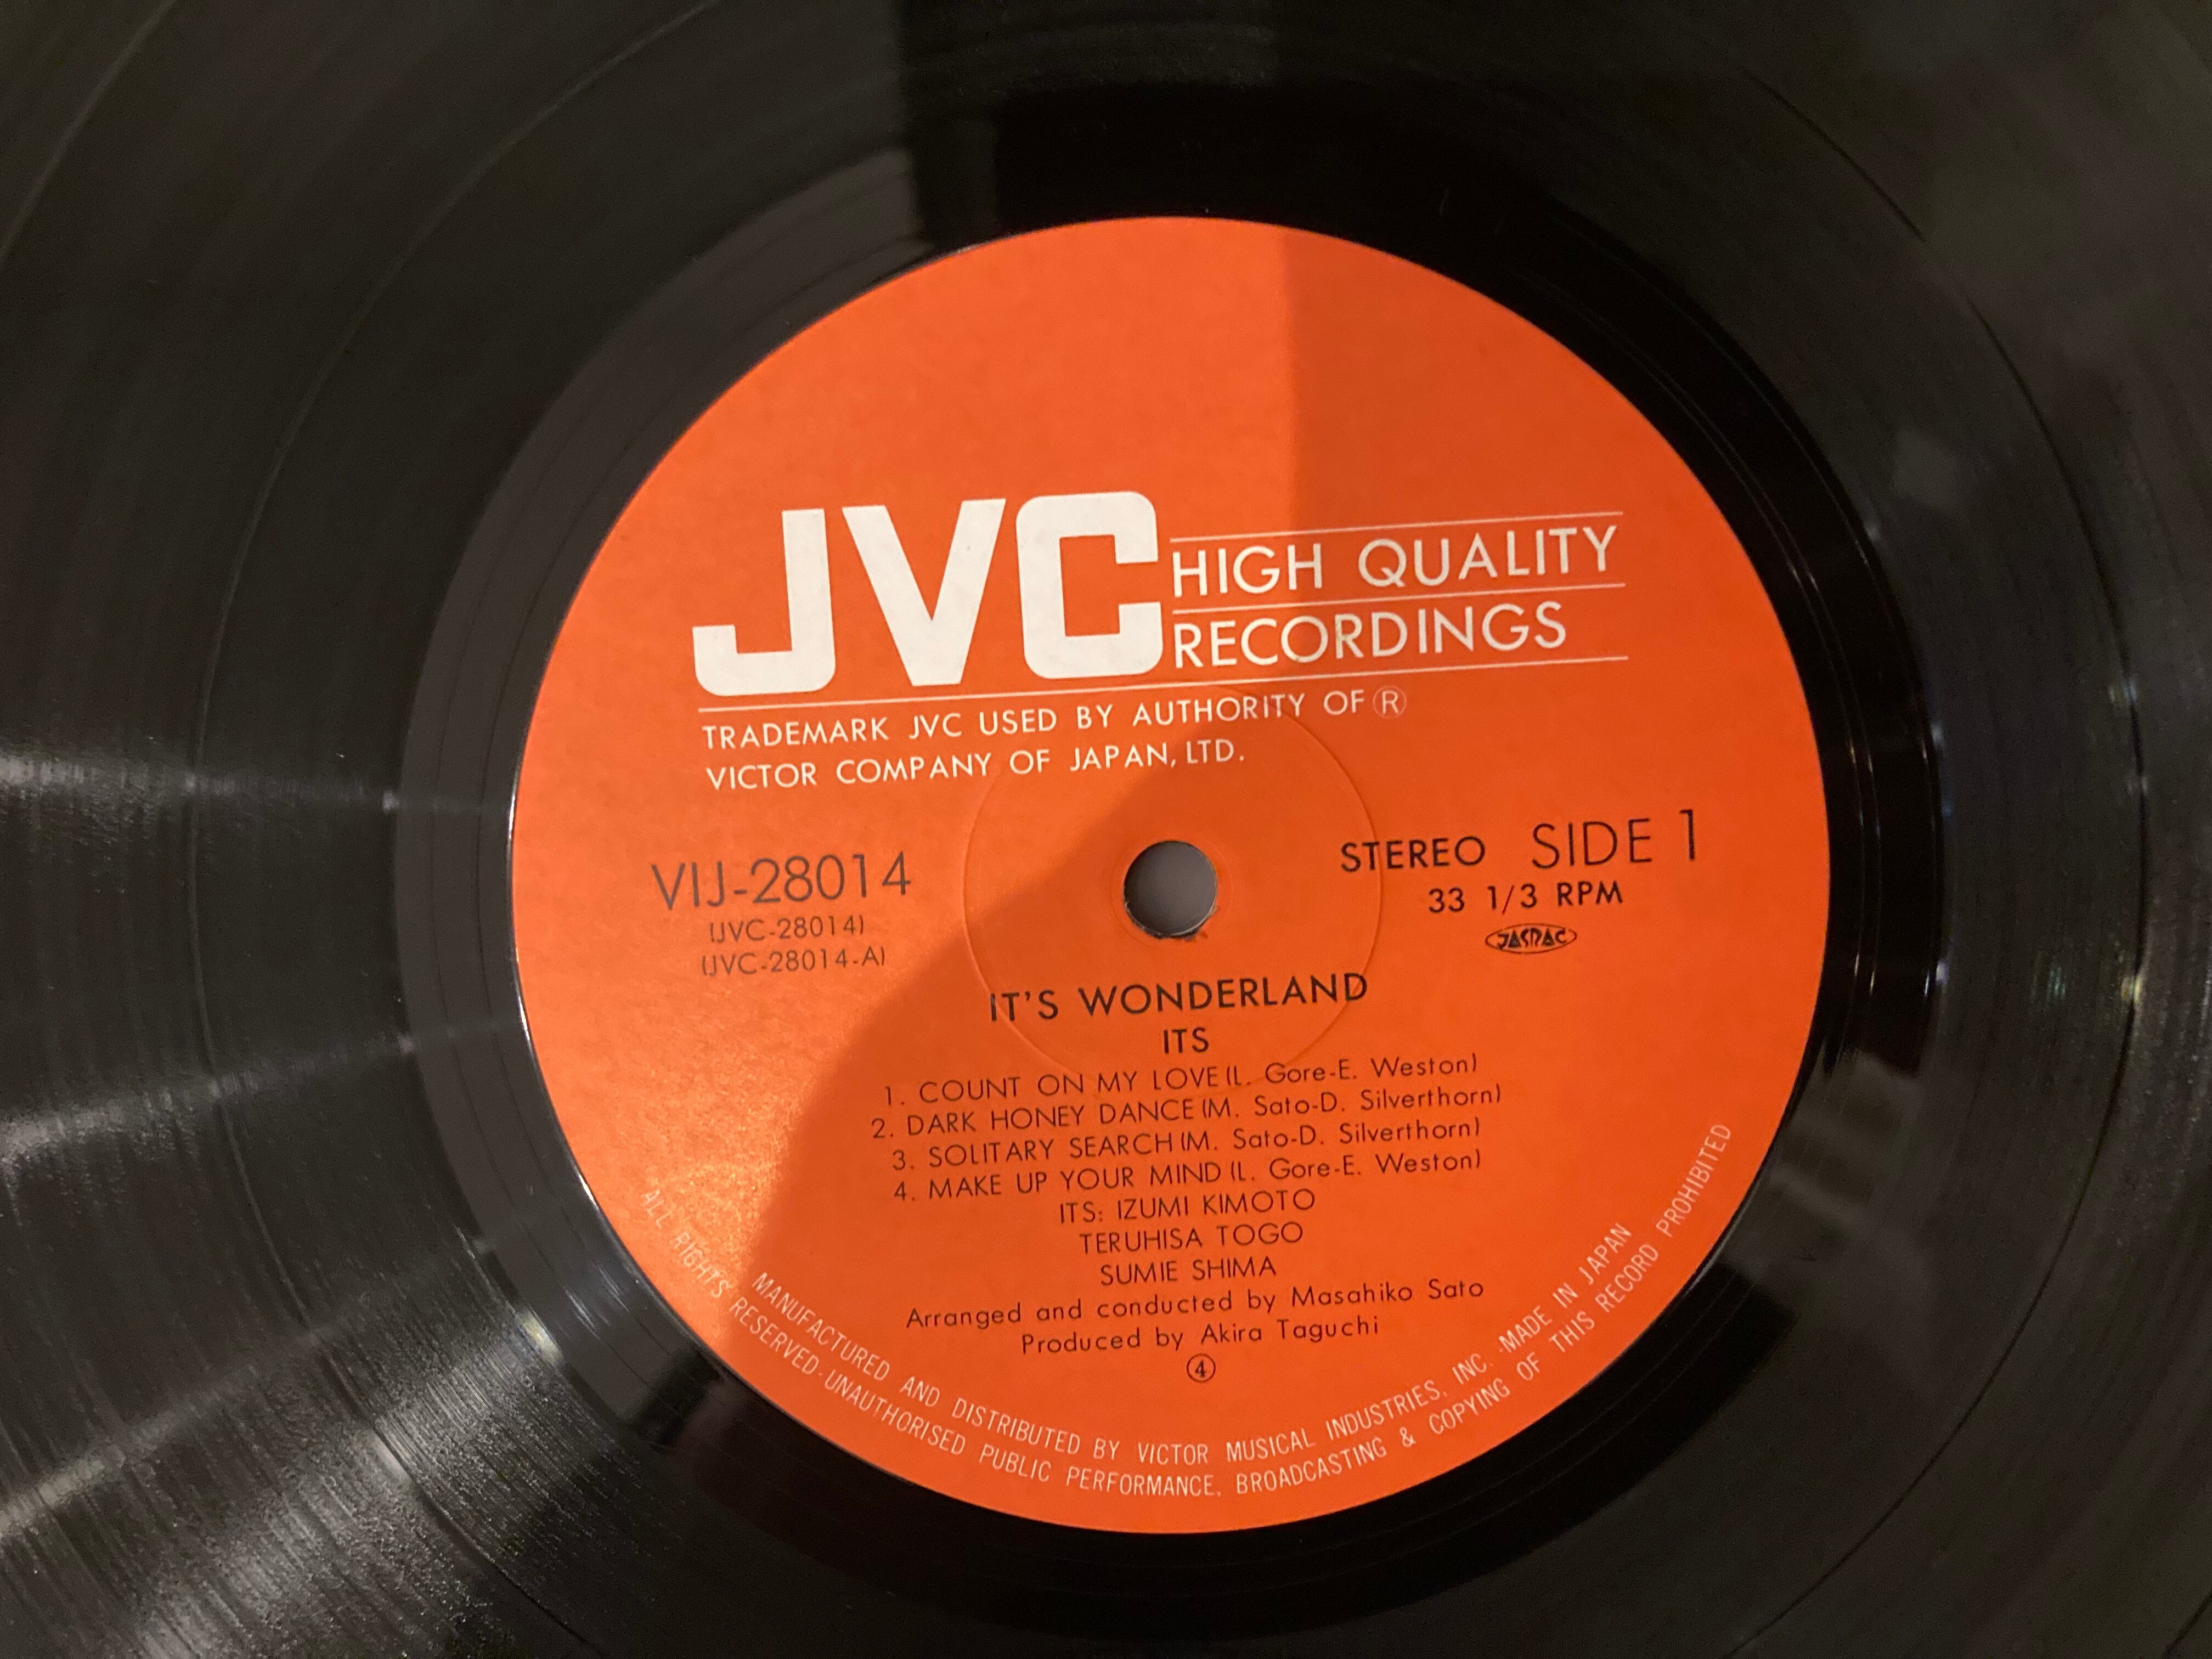 JVC HIGH QUALITY
RECORDINGS
TRADEMARK JVC USED BY AUTHORITY OF ®
VICTOR COMPANY OF JAPAN, LTD.
VIJ-28014
(JVC-28014)
(JVC-28014-A)
STEREO SIDE 1
33 1/3 RPM
JASRAC
IT'S WONDERLAND
ITS
1. COUNT ON MY LOVE (L. Gore-E. Weston)
2. DARK HONEY DANCE (M. Sato-D. Silverthorn)
3. SOLITARY SEARCH (M. Sato-D. Silverthorn)
4. MAKE UP YOUR MIND (L. Gore-E. Weston)
ITS: IZUMI KIMOTO
TERUHISA TOGO
SUMIE SHIMA
Arranged and conducted by Masahiko Sato
Produced by Akira Taguchi
④
MANUFACTURED AND DISTRIBUTED BY VICTOR MUSICAL INDUSTRIES, INC. · MADE IN JAPAN
ALL RIGHTS RESERVED · UNAUTHORISED PUBLIC PERFORMANCE, BROADCASTING & COPYING OF THIS RECORD PROHIBITED